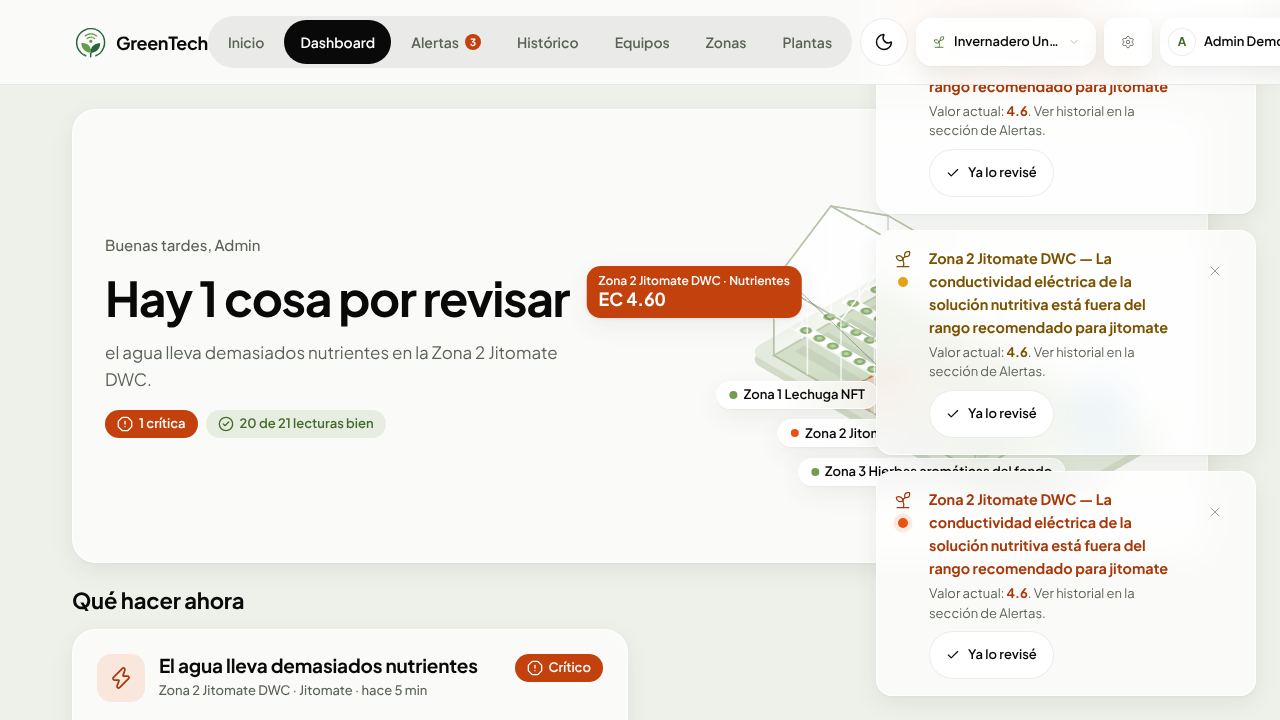 GreenTech
Inicio
Dashboard
Alertas 3
Histórico
Equipos
Zonas
Plantas
Invernadero Un...
A Admin Demo
rango recomendado para jitomate
Valor actual: 4.6. Ver historial en la
sección de Alertas.
Ya lo revisé
Buenas tardes, Admin
Hay 1 cosa por revisar
el agua lleva demasiados nutrientes en la Zona 2 Jitomate
DWC.
1 crítica
20 de 21 lecturas bien
Zona 2 Jitomate DWC · Nutrientes
EC 4.60
Zona 1 Lechuga NFT
Zona 2 Jitom
Zona 3 Hierbas aromáticas del fondo
Zona 2 Jitomate DWC — La
conductividad eléctrica de la
solución nutritiva está fuera del
rango recomendado para jitomate
Valor actual: 4.6. Ver historial en la
sección de Alertas.
Ya lo revisé
Zona 2 Jitomate DWC — La
conductividad eléctrica de la
solución nutritiva está fuera del
rango recomendado para jitomate
Valor actual: 4.6. Ver historial en la
sección de Alertas.
Ya lo revisé
Qué hacer ahora
El agua lleva demasiados nutrientes
Zona 2 Jitomate DWC · Jitomate · hace 5 min
Crítico